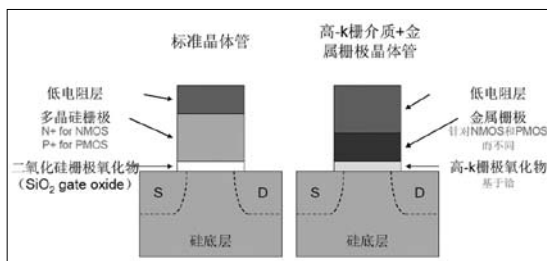 标准晶体管
高-k栅介质+金
属栅极晶体管
低电阻层
多晶硅栅极
N+ for NMOS
P+ for PMOS
二氧化硅栅极氧化物
(SiO₂ gate oxide)
S
D
硅底层
低电阻层
金属栅极
针对NMOS和PMOS
而不同
高-k栅极氧化物
基于铪
S
D
硅底层